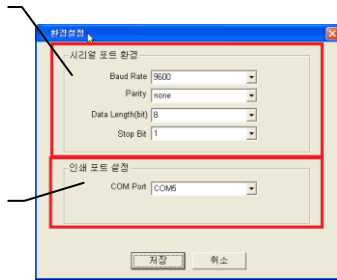 환경설정
시리얼 포트 환경
Baud Rate 9600
Parity none
Data Length(bit) 8
Stop Bit 1
인쇄 포트 설정
COM Port COM5
저장 취소